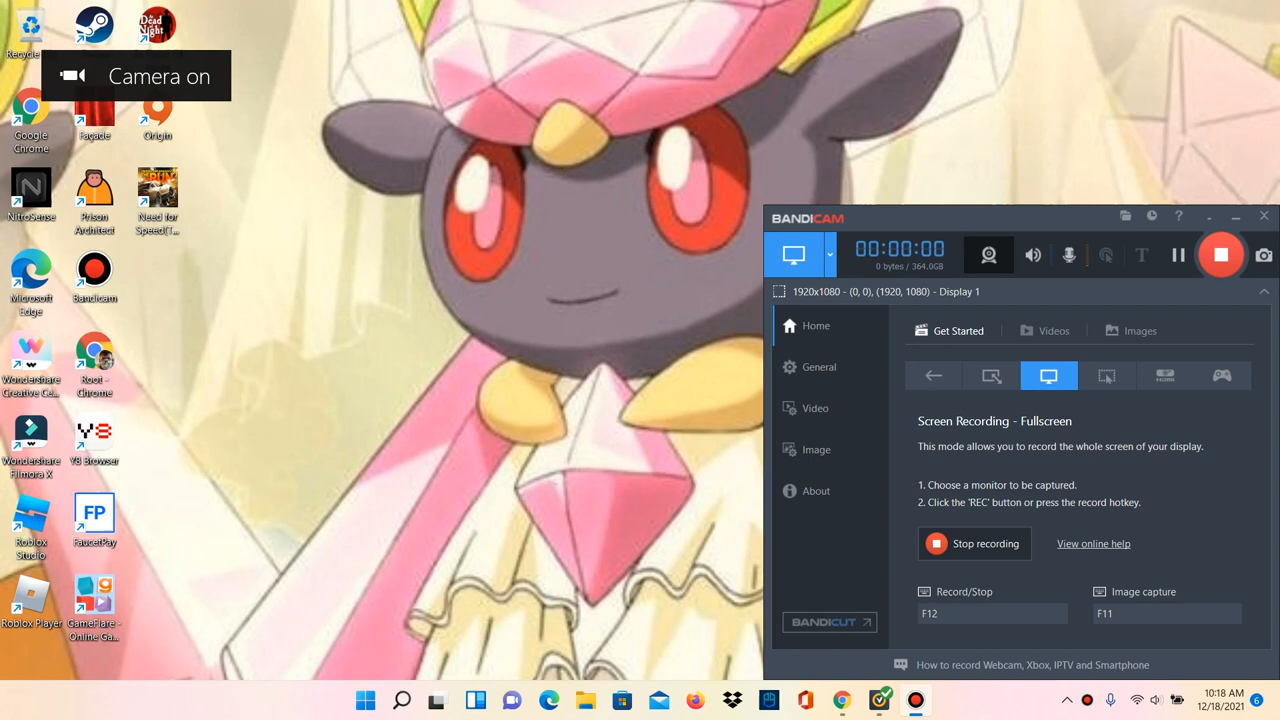 Recycle
Dead
Night
Camera on
Google
Chrome
Façade
Origin
NitroSense
Prison
Architect
Need for
Speed(T...
Microsoft
Edge
Bandicam
Wondershare
Creative Ce...
Root -
Chrome
Wondershare
Filmora X
Y8
Y8 Browser
Roblox
Studio
FP
FaucetPay
Roblox Player
GameFlare -
Online Ga...
BANDICAM
00:00:00
0 bytes / 364.0GB
1920x1080 - (0, 0), (1920, 1080) - Display 1
Home
General
Video
Image
About
BANDICUT
Get Started
Videos
Images
HDMI
Screen Recording - Fullscreen
This mode allows you to record the whole screen of your display.
1. Choose a monitor to be captured.
2. Click the 'REC' button or press the record hotkey.
Stop recording
View online help
Record/Stop
Image capture
F12
F11
How to record Webcam, Xbox, IPTV and Smartphone
10:18 AM
12/18/2021
6